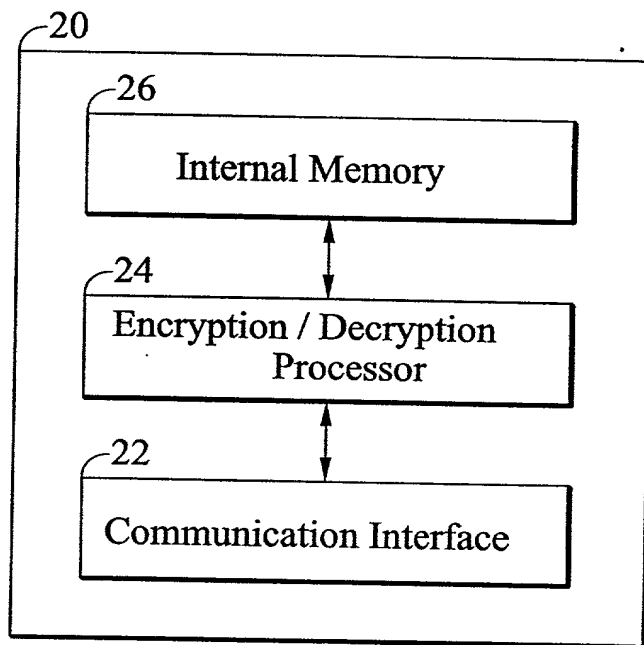 20
26
Internal Memory
24
Encryption / Decryption
Processor
22
Communication Interface